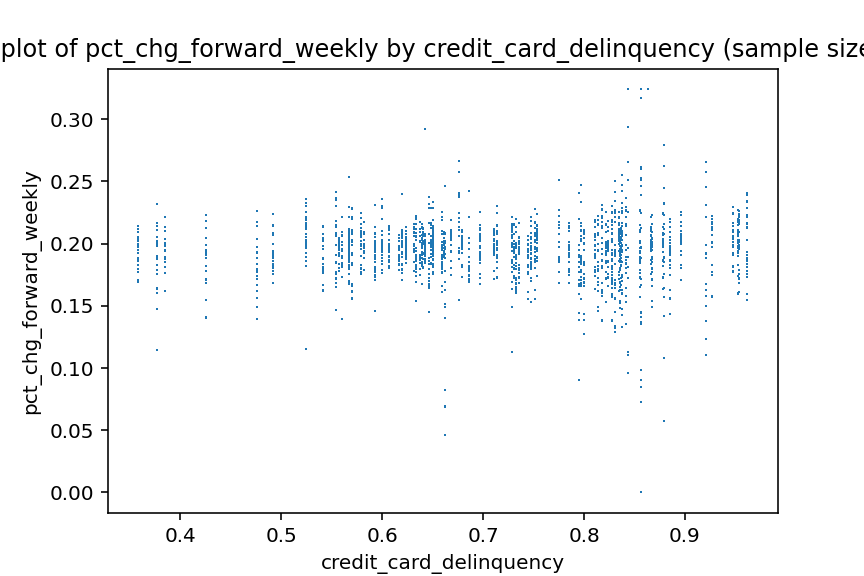 plot of pct_chg_forward_weekly by credit_card_delinquency (sample size
0.30
0.25
0.20
0.15
0.10
0.05
0.00
pct_chg_forward_weekly
0.4 0.5 0.6 0.7 0.8 0.9
credit_card_delinquency